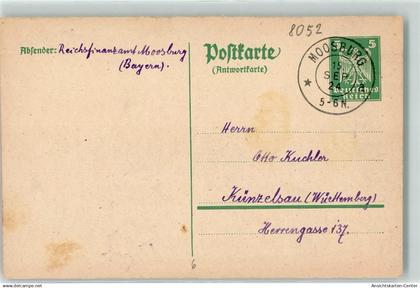 8052
Absender: Reichsfinanzamt Moosburg
(Bayern).
Postkarte
(Antwortkarte)
MOOSBURG
SEP.
5-6 N.
5
Deutsches
Reich
Herrn
Otto Kuchler
Künzelsau (Württemberg)
Herrengasse 137.
6
Ansichtskarten-Center